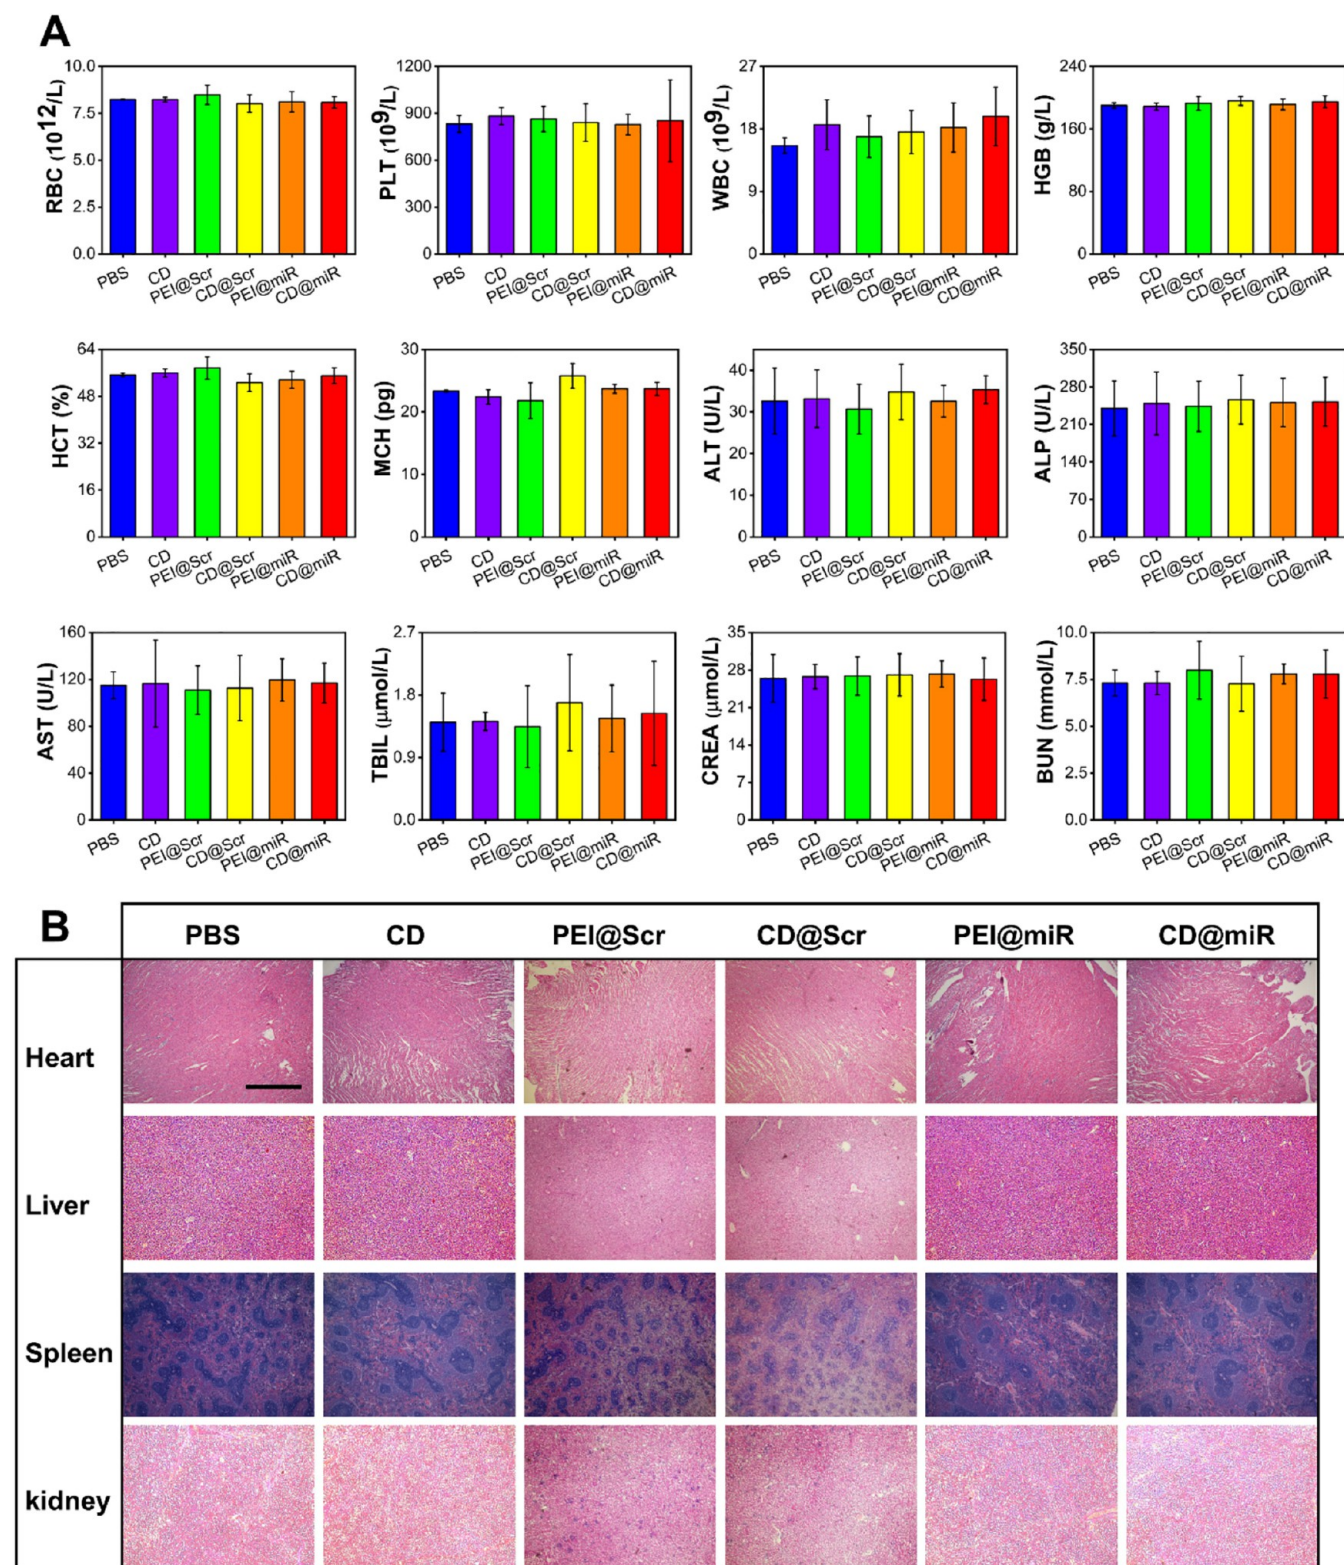 A
RBC (10^12/L)
10.0
7.5
5.0
2.5
0.0
PBS CD PEI@Scr CD@Scr PEI@miR CD@miR
PLT (10^9/L)
1200
900
600
300
0
PBS CD PEI@Scr CD@Scr PEI@miR CD@miR
WBC (10^9/L)
27
18
9
0
PBS CD PEI@Scr CD@Scr PEI@miR CD@miR
HGB (g/L)
240
160
80
0
PBS CD PEI@Scr CD@Scr PEI@miR CD@miR
HCT (%)
64
48
32
16
0
PBS CD PEI@Scr CD@Scr PEI@miR CD@miR
MCH (pg)
30
20
10
0
PBS CD PEI@Scr CD@Scr PEI@miR CD@miR
ALT (U/L)
40
30
20
10
0
PBS CD PEI@Scr CD@Scr PEI@miR CD@miR
ALP (U/L)
350
280
210
140
70
0
PBS CD PEI@Scr CD@Scr PEI@miR CD@miR
AST (U/L)
160
120
80
40
0
PBS CD PEI@Scr CD@Scr PEI@miR CD@miR
TBIL (μmol/L)
2.7
1.8
0.9
0.0
PBS CD PEI@Scr CD@Scr PEI@miR CD@miR
CREA (μmol/L)
35
28
21
14
7
0
PBS CD PEI@Scr CD@Scr PEI@miR CD@miR
BUN (mmol/L)
10.0
7.5
5.0
2.5
0.0
PBS CD PEI@Scr CD@Scr PEI@miR CD@miR
B
PBS CD PEI@Scr CD@Scr PEI@miR CD@miR
Heart
Liver
Spleen
kidney